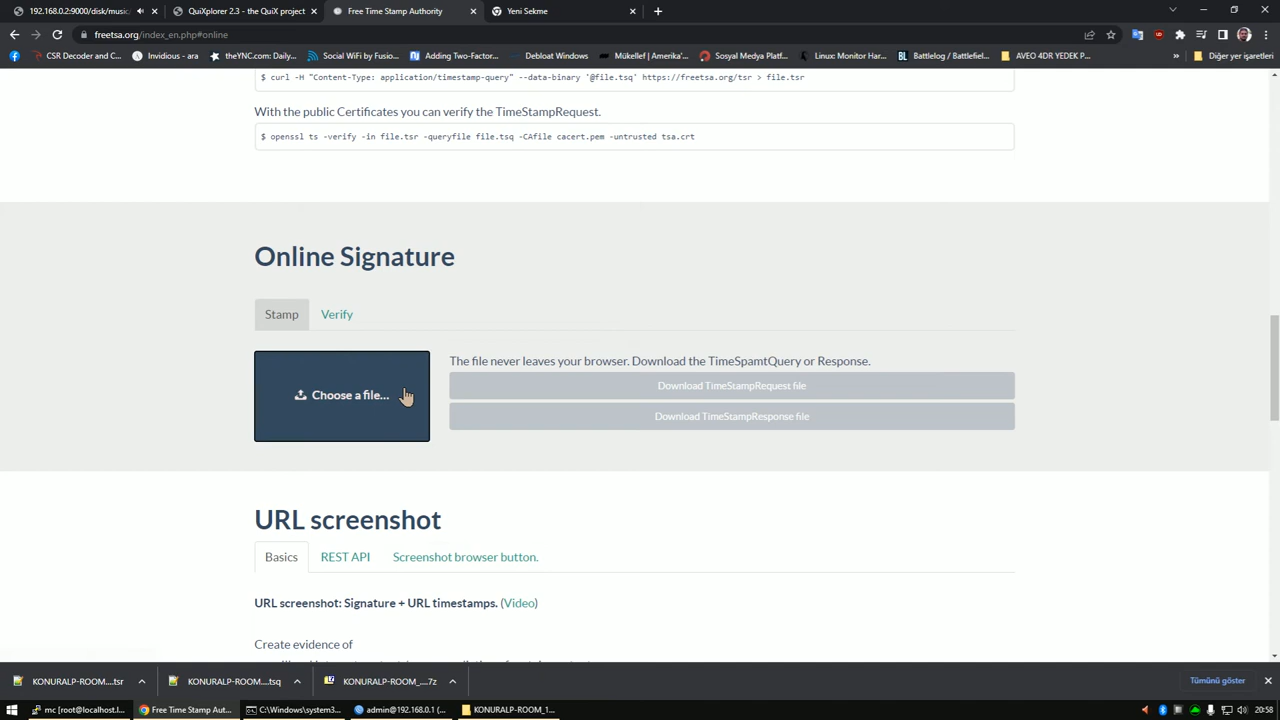 192.168.0.2:9000/disk/music
QuiXplorer 2.3 - the QuiX project
Free Time Stamp Authority
Yeni Sekme
freetsa.org/index_en.php#online
CSR Decoder and C...
Invidious - ara
theYNC.com: Daily...
Social WiFi by Fusio...
Adding Two-Factor...
Debloat Windows
Mükellef | Amerika'...
Sosyal Medya Platf...
Linux: Monitor Har...
Battlelog / Battlefiel...
AVEO 4DR YEDEK P...
»
Diğer yer işaretleri
$ curl -H "Content-Type: application/timestamp-query" --data-binary '@file.tsq' https://freetsa.org/tsr > file.tsr
With the public Certificates you can verify the TimeStampRequest.
$ openssl ts -verify -in file.tsr -queryfile file.tsq -CAfile cacert.pem -untrusted tsa.crt
Online Signature
Stamp Verify
Choose a file...
The file never leaves your browser. Download the TimeSpamtQuery or Response.
Download TimeStampRequest file
Download TimeStampResponse file
URL screenshot
Basics REST API Screenshot browser button.
URL screenshot: Signature + URL timestamps. (Video)
Create evidence of
KONURALP-ROOM....tsr
KONURALP-ROOM....tsq
KONURALP-ROOM_....7z
Tümünü göster
mc [root@localhost.l...
Free Time Stamp Aut...
C:\Windows\system3...
admin@192.168.0.1 (...
KONURALP-ROOM_1...
20:58